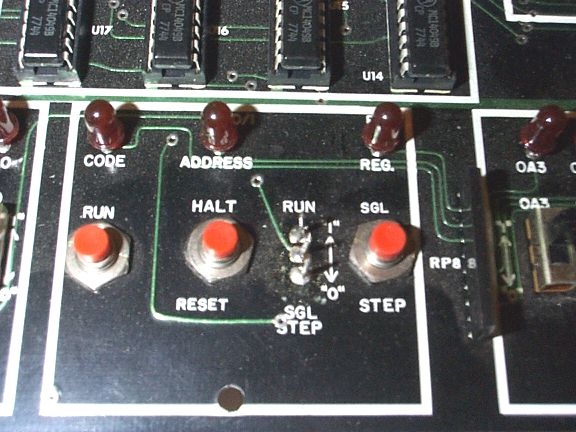 U17
U14
CODE
ADDRESS
REG.
OA3
RUN
HALT
RUN
SGL
OA3
"1"
RP8
RESET
"0"
STEP
SGL
STEP